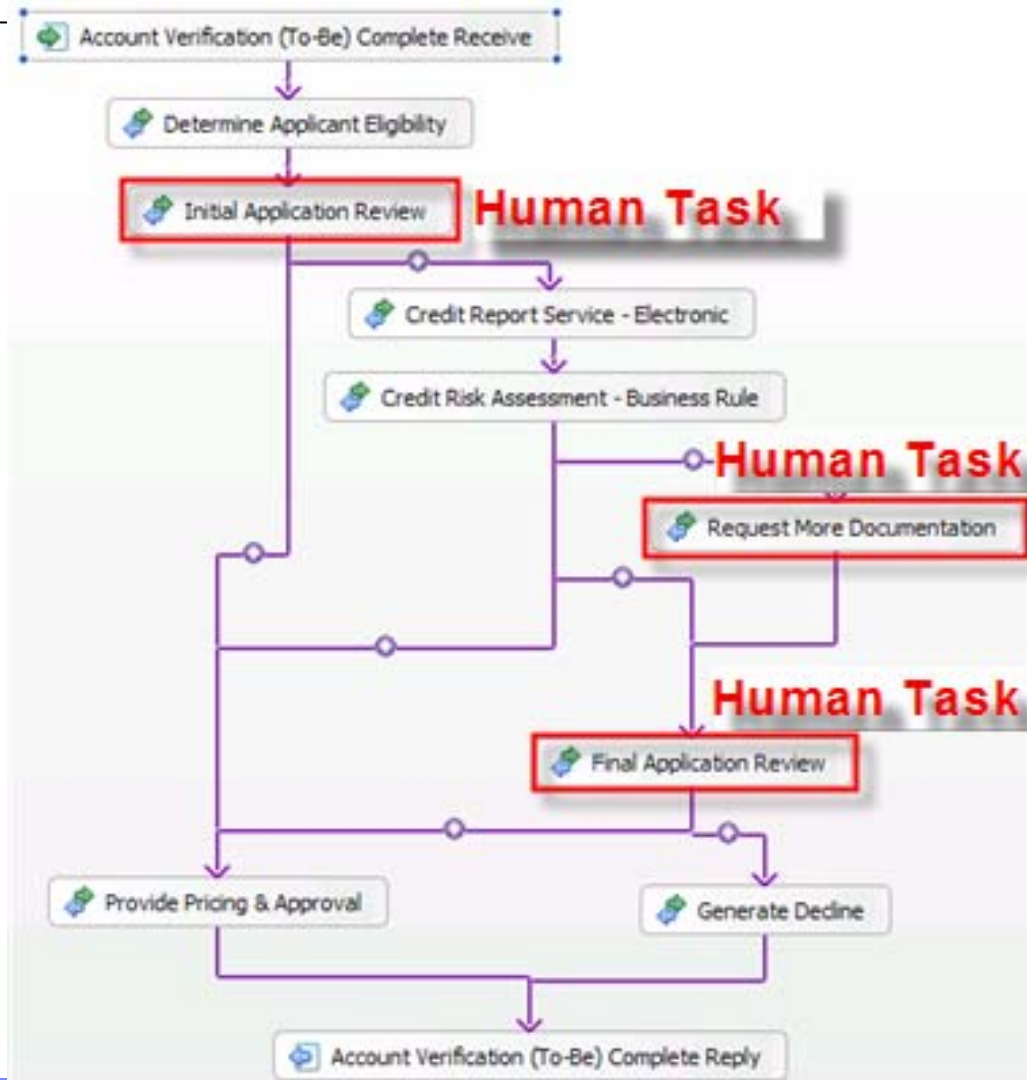 Account Verification (To-Be) Complete Receive
Determine Applicant Eligibility
Initial Application Review
Human Task
Credit Report Service - Electronic
Credit Risk Assessment - Business Rule
Human Task
Request More Documentation
Human Task
Final Application Review
Provide Pricing & Approval
Generate Decline
Account Verification (To-Be) Complete Reply